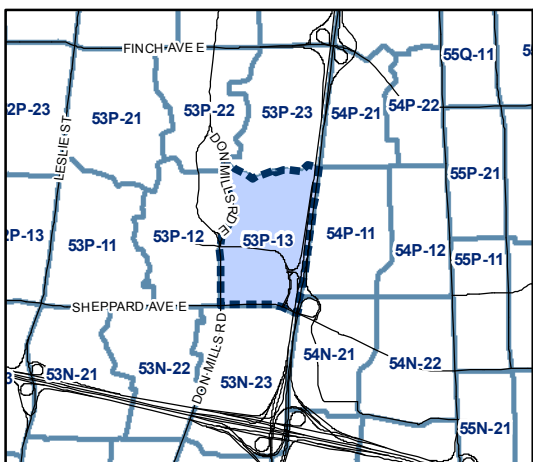 FINCH AVE E
55Q-11
5
2P-23
53P-21
53P-22
53P-23
54P-21
54P-22
LESLIE ST
DON MILLS RD E
55P-21
2P-13
53P-11
53P-12
53P-13
54P-11
54P-12
55P-11
SHEPPARD AVE E
DON MILLS RD
3
53N-21
53N-22
53N-23
54N-21
54N-22
55N-21